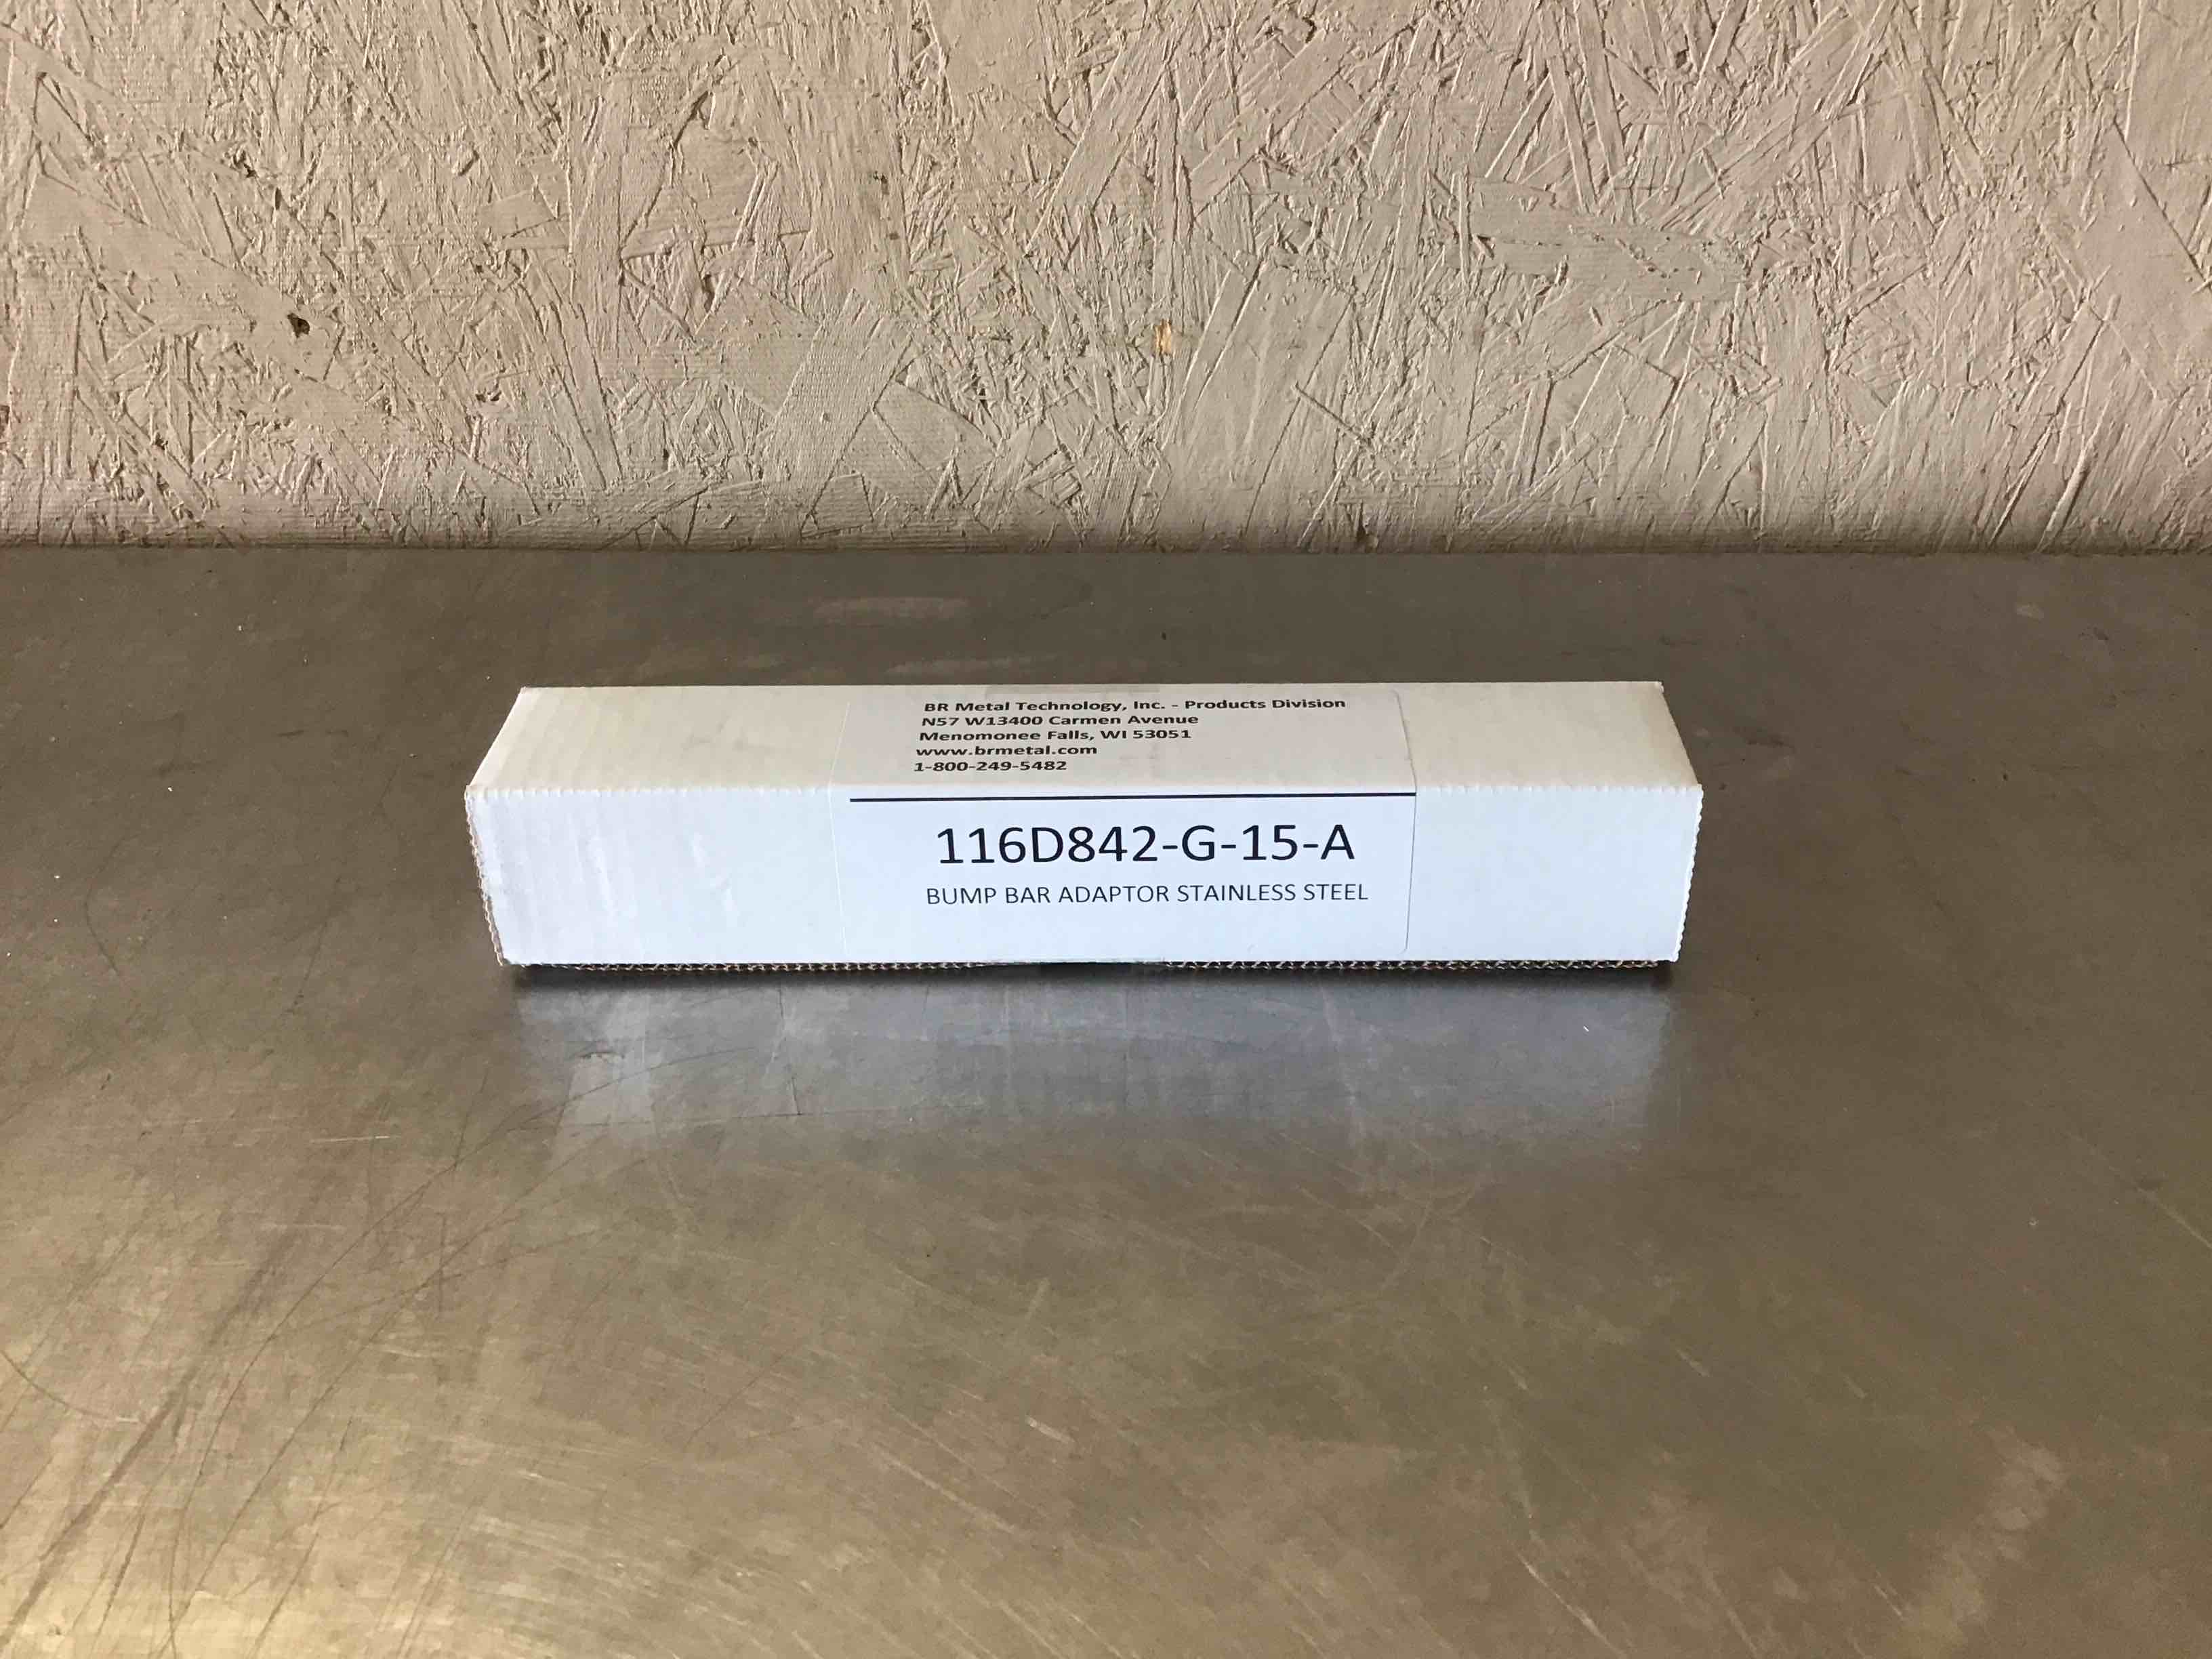 BR Metal Technology, Inc. - Products Division
N57 W13400 Carmen Avenue
Menomonee Falls, WI 53051
www.brmetal.com
1-800-249-5482
116D842-G-15-A
BUMP BAR ADAPTOR STAINLESS STEEL